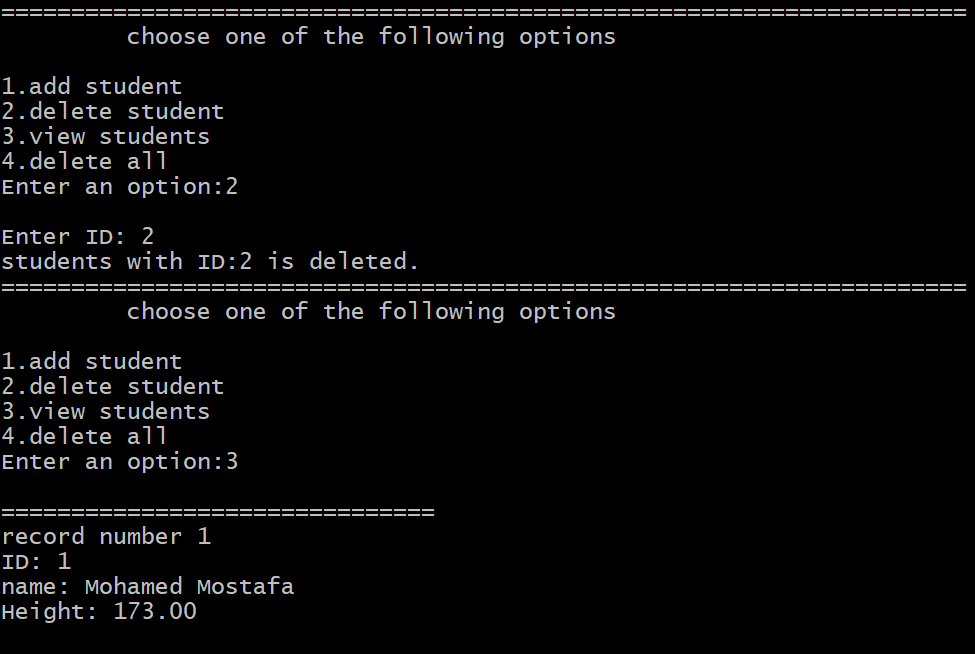 =====================================================================
choose one of the following options
1.add student
2.delete student
3.view students
4.delete all
Enter an option:2
Enter ID: 2
students with ID:2 is deleted.
=====================================================================
choose one of the following options
1.add student
2.delete student
3.view students
4.delete all
Enter an option:3
===============================
record number 1
ID: 1
name: Mohamed Mostafa
Height: 173.00